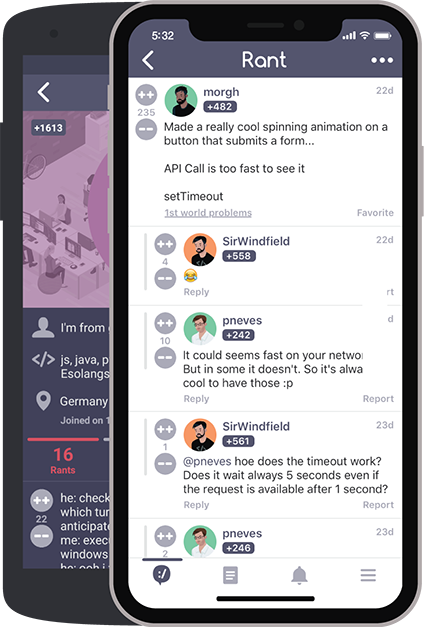 5:32
Rant
morgh
+482
22d
++
235
--
Made a really cool spinning animation on a
button that submits a form...
API Call is too fast to see it
setTimeout
1st world problems
Favorite
SirWindfield
+558
22d
++
4
--
😂
Reply
rt
pneves
+242
d
++
10
--
It could seems fast on your networ
But in some it doesn't. So it's alwa
cool to have those :p
Reply
Report
SirWindfield
+561
23d
++
1
--
@pneves hoe does the timeout work?
Does it wait always 5 seconds even if
the request is available after 1 second?
Reply
Report
pneves
+246
23d
++
2
:/
+1613
I'm from
js, java, p
Esolangs
Germany
Joined on 1
16
Rants
++
22
--
he: check
which tur
anticipate
me: exec
windows
he: ooh i